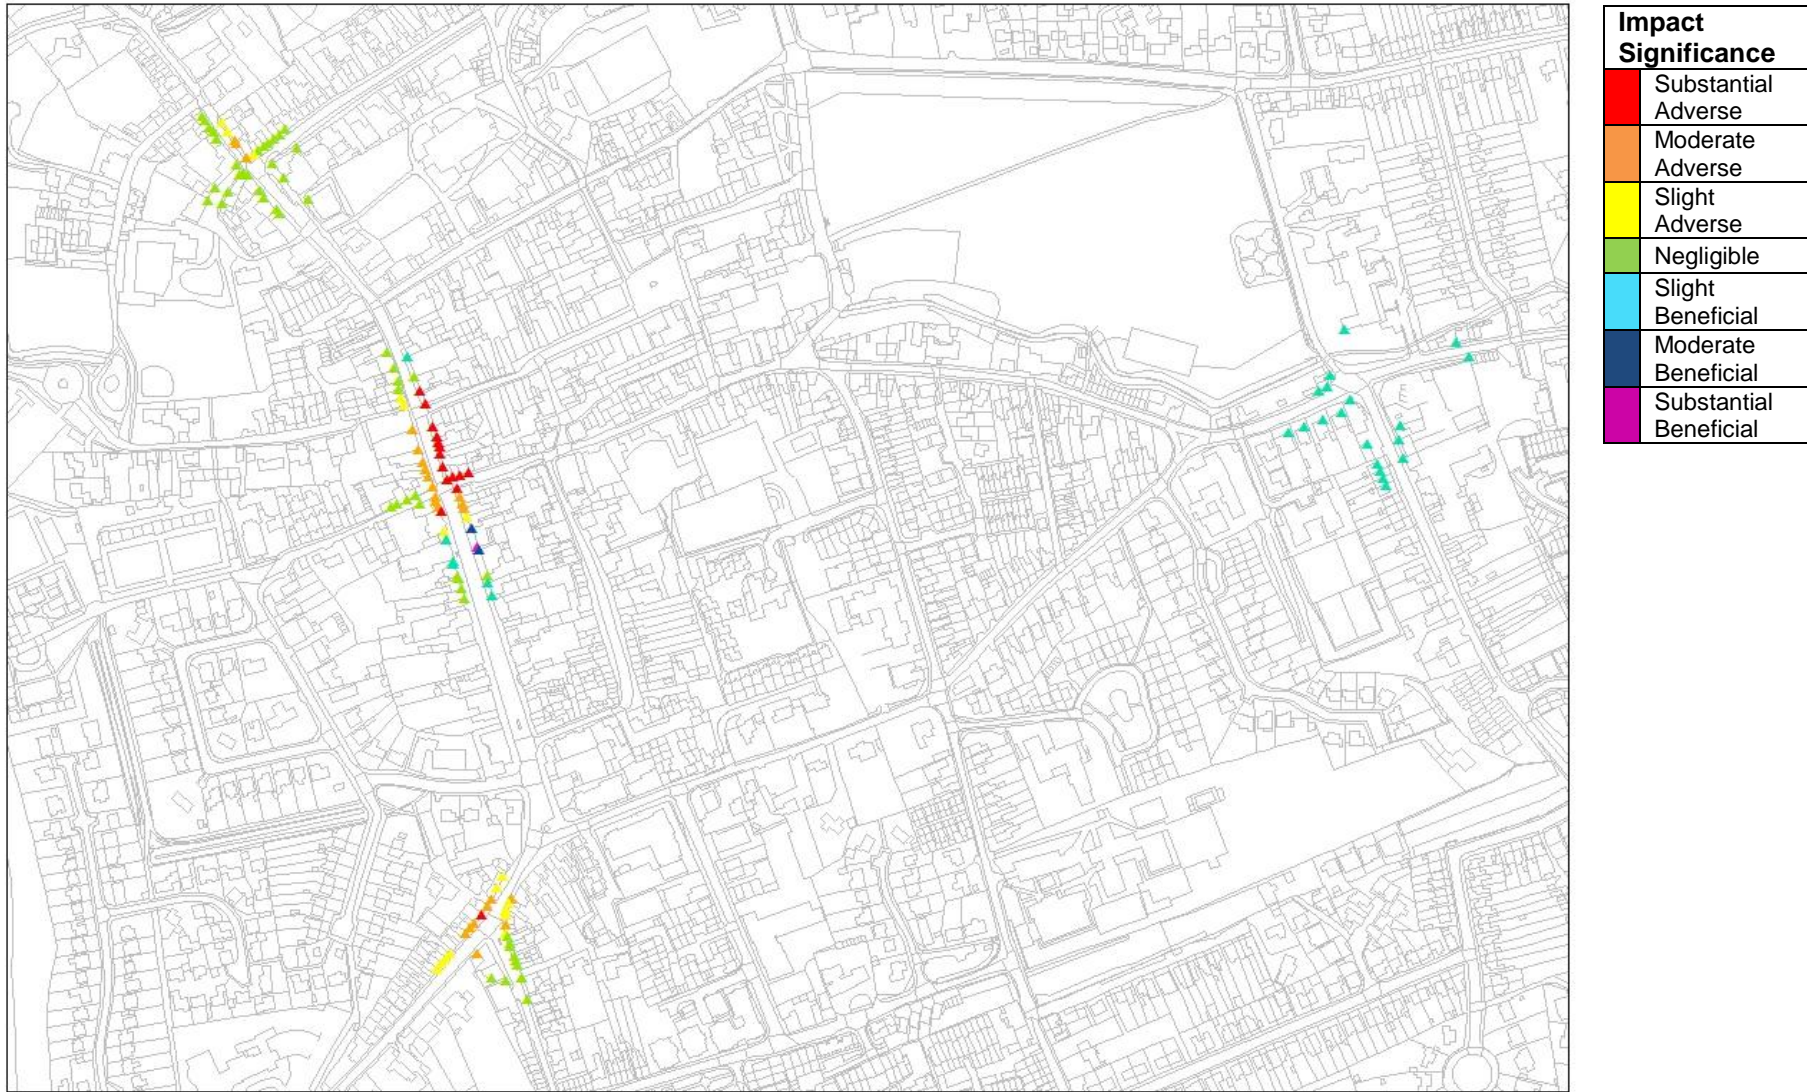 Impact
Significance
Substantial
Adverse
Moderate
Adverse
Slight
Adverse
Negligible
Slight
Beneficial
Moderate
Beneficial
Substantial
Beneficial